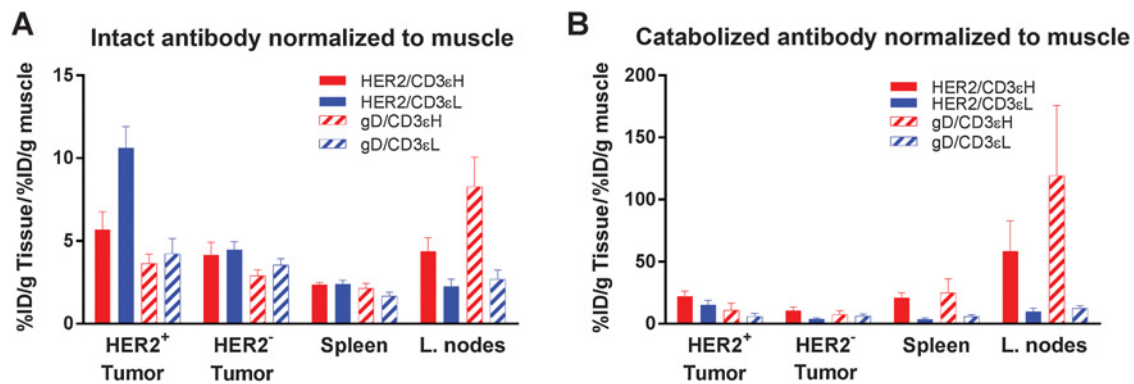 A
Intact antibody normalized to muscle
%ID/g Tissue/%ID/g muscle
15
10
5
0
HER2/CD3εH
HER2/CD3εL
gD/CD3εH
gD/CD3εL
HER2+ Tumor
HER2- Tumor
Spleen
L. nodes
B
Catabolized antibody normalized to muscle
%ID/g Tissue/%ID/g muscle
200
150
100
50
0
HER2/CD3εH
HER2/CD3εL
gD/CD3εH
gD/CD3εL
HER2+ Tumor
HER2- Tumor
Spleen
L. nodes